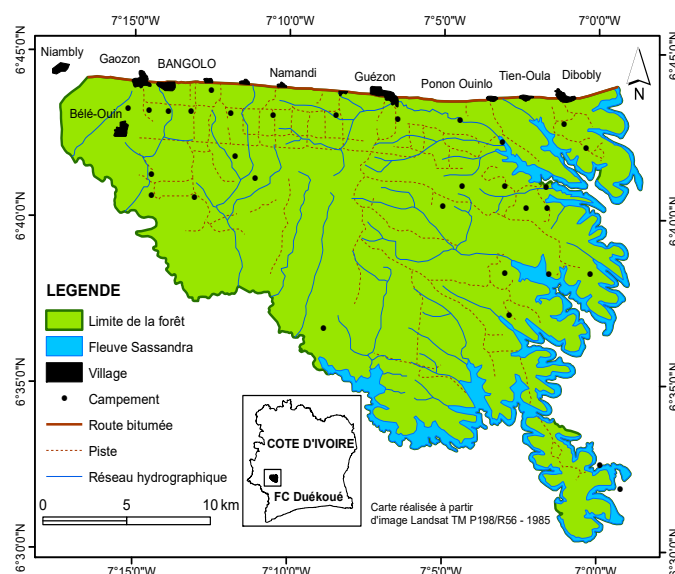 7°15'0"W 7°10'0"W 7°5'0"W 7°0'0"W
6°45'0"N
6°45'0"N
Niambly
Gaozon
BANGOLO
Namandi
Guézon
Ponon Ouinlo
Tien-Oula
Dibobly
N
Bélé-Ouin
6°40'0"N
6°40'0"N
LEGENDE
Limite de la forêt
Fleuve Sassandra
Village
Campement
Route bitumée
Piste
Réseau hydrographique
0 5 10 km
6°35'0"N
6°35'0"N
COTE D'IVOIRE
FC Duékoué
Carte réalisée à partir
d'image Landsat TM P198/R56 - 1985
6°30'0"N
6°30'0"N
7°15'0"W 7°10'0"W 7°5'0"W 7°0'0"W